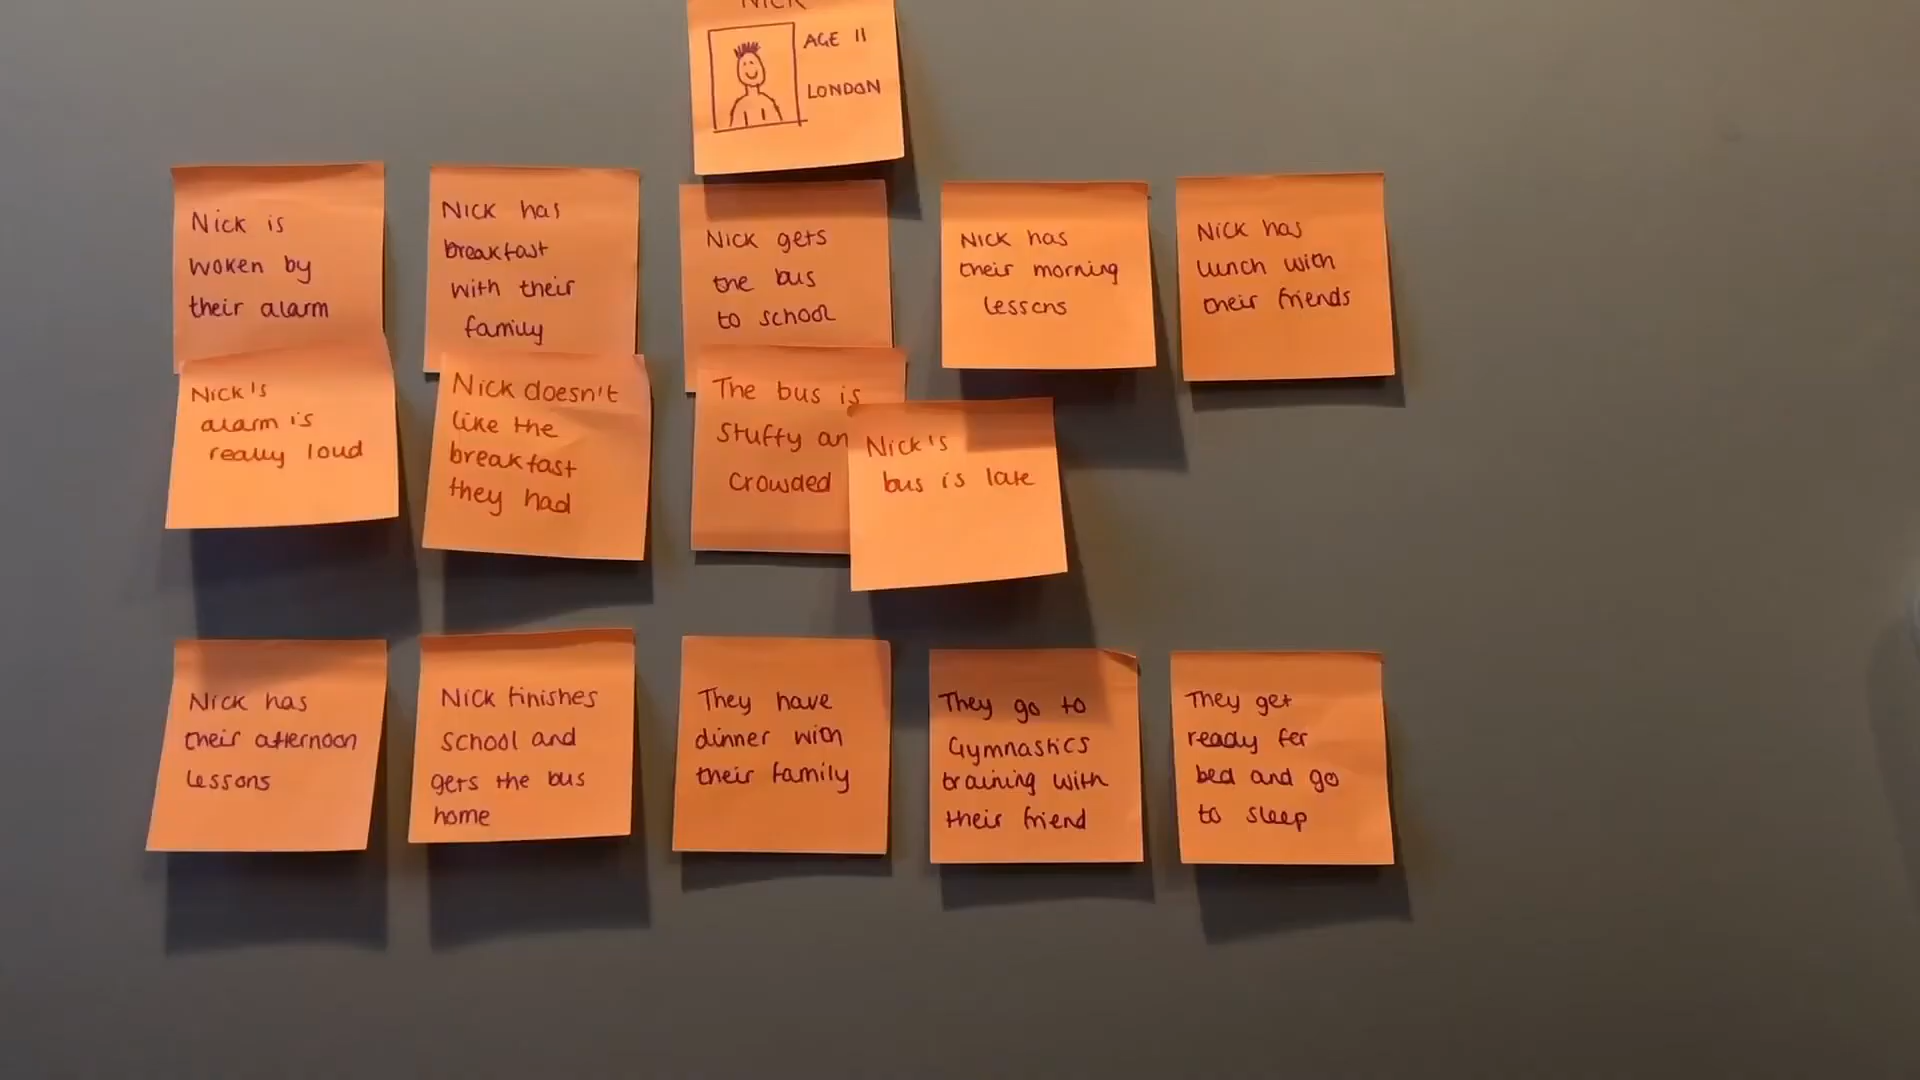 NICK
AGE 11
LONDON
Nick is
woken by
their alarm
Nick has
breakfast
with their
family
Nick gets
the bus
to school
Nick has
their morning
lessons
Nick has
lunch with
their friends
Nick's
alarm is
really loud
Nick doesn't
like the
breakfast
they had
The bus is
stuffy an
crowded
Nick's
bus is late
Nick has
their afternoon
lessons
Nick finishes
school and
gets the bus
home
They have
dinner with
their family
They go to
Gymnastics
training with
their friend
They get
ready for
bed and go
to sleep